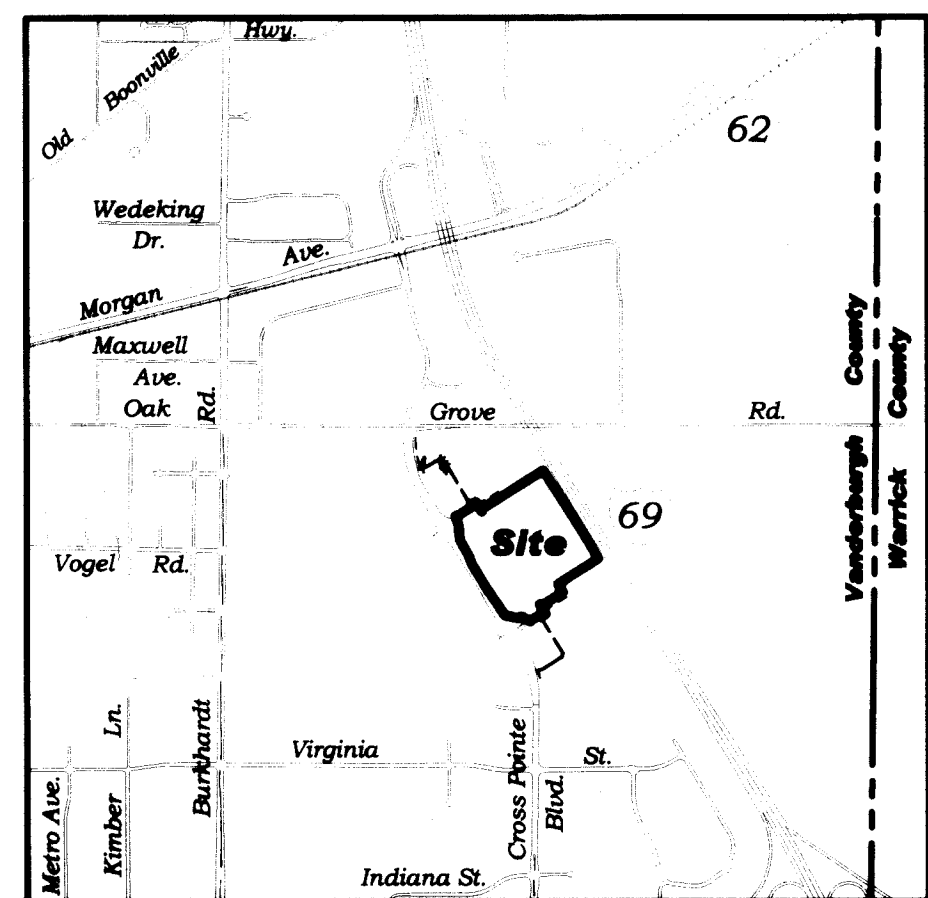 Hwy.
Boonville
Old
62
Wedeking
Dr.
Ave.
Morgan
Maxwell
Ave.
Oak
Rd.
Grove
Rd.
Vanderburgh County
Warrick County
69
Site
Vogel Rd.
Burkhardt
Ln.
Kimber
Metro Ave.
Virginia
St.
Cross Pointe
Blvd.
Indiana St.